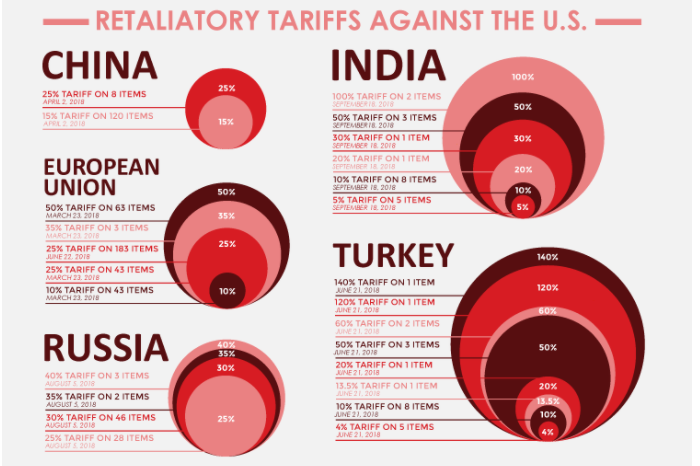 RETALIATORY TARIFFS AGAINST THE U.S.
CHINA
25% TARIFF ON 8 ITEMS
APRIL 2, 2018
15% TARIFF ON 120 ITEMS
APRIL 2, 2018
25%
15%
EUROPEAN
UNION
50% TARIFF ON 63 ITEMS
MARCH 23, 2018
35% TARIFF ON 3 ITEMS
MARCH 23, 2018
25% TARIFF ON 183 ITEMS
JUNE 22, 2018
25% TARIFF ON 43 ITEMS
MARCH 23, 2018
10% TARIFF ON 43 ITEMS
MARCH 23, 2018
50%
35%
25%
10%
RUSSIA
40% TARIFF ON 3 ITEMS
AUGUST 5, 2018
35% TARIFF ON 2 ITEMS
AUGUST 5, 2018
30% TARIFF ON 46 ITEMS
AUGUST 5, 2018
25% TARIFF ON 28 ITEMS
AUGUST 5, 2018
40%
35%
30%
25%
INDIA
100% TARIFF ON 2 ITEMS
SEPTEMBER 18, 2018
50% TARIFF ON 3 ITEMS
SEPTEMBER 18, 2018
30% TARIFF ON 1 ITEM
SEPTEMBER 18, 2018
20% TARIFF ON 1 ITEM
SEPTEMBER 18, 2018
10% TARIFF ON 8 ITEMS
SEPTEMBER 18, 2018
5% TARIFF ON 5 ITEMS
SEPTEMBER 18, 2018
100%
50%
30%
20%
10%
5%
TURKEY
140% TARIFF ON 1 ITEM
JUNE 21, 2018
120% TARIFF ON 1 ITEM
JUNE 21, 2018
60% TARIFF ON 2 ITEMS
JUNE 21, 2018
50% TARIFF ON 3 ITEMS
JUNE 21, 2018
20% TARIFF ON 1 ITEM
JUNE 21, 2018
13.5% TARIFF ON 1 ITEM
JUNE 21, 2018
10% TARIFF ON 8 ITEMS
JUNE 21, 2018
4% TARIFF ON 5 ITEMS
JUNE 21, 2018
140%
120%
60%
50%
20%
13.5%
10%
4%